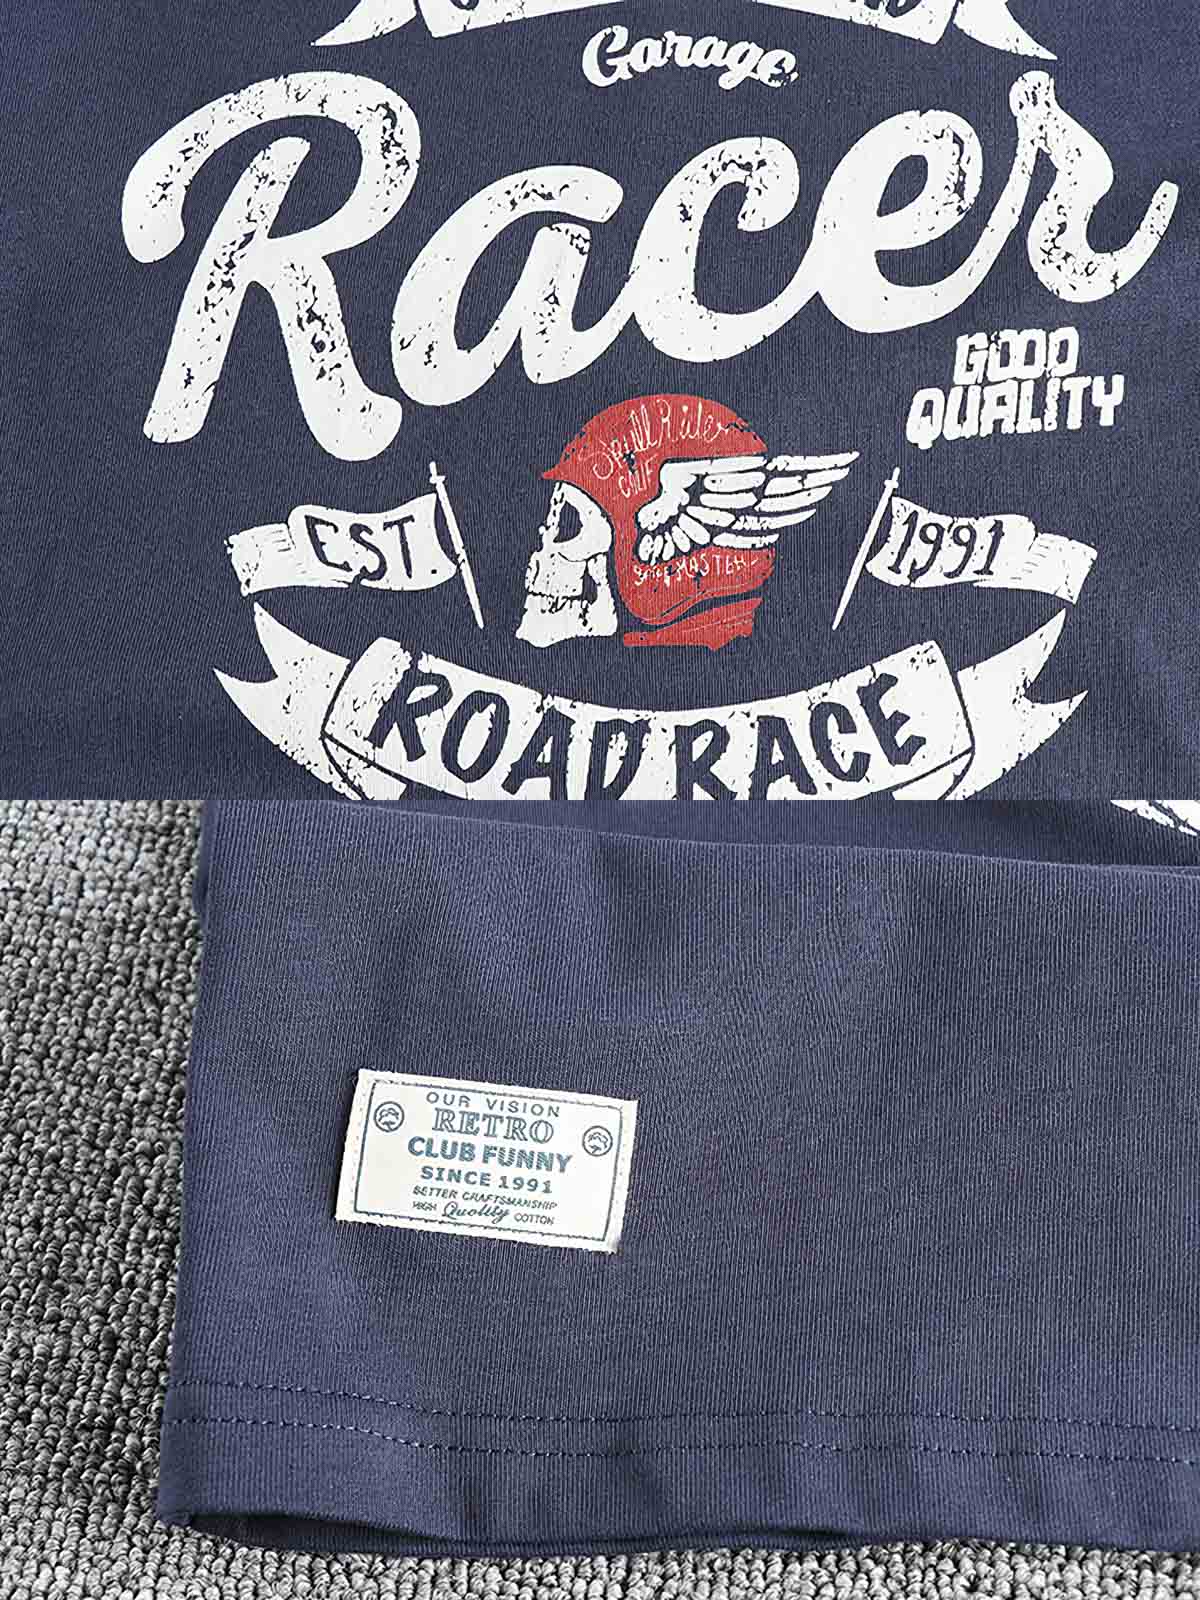 Garage
Racer
GOOD
QUALITY
CALIF
EST.
1991
ROAD RACE
OUR VISION
RETRO
CLUB FUNNY
SINCE 1991
BETTER CRAFTSMANSHIP
HIGH Quality COTTON